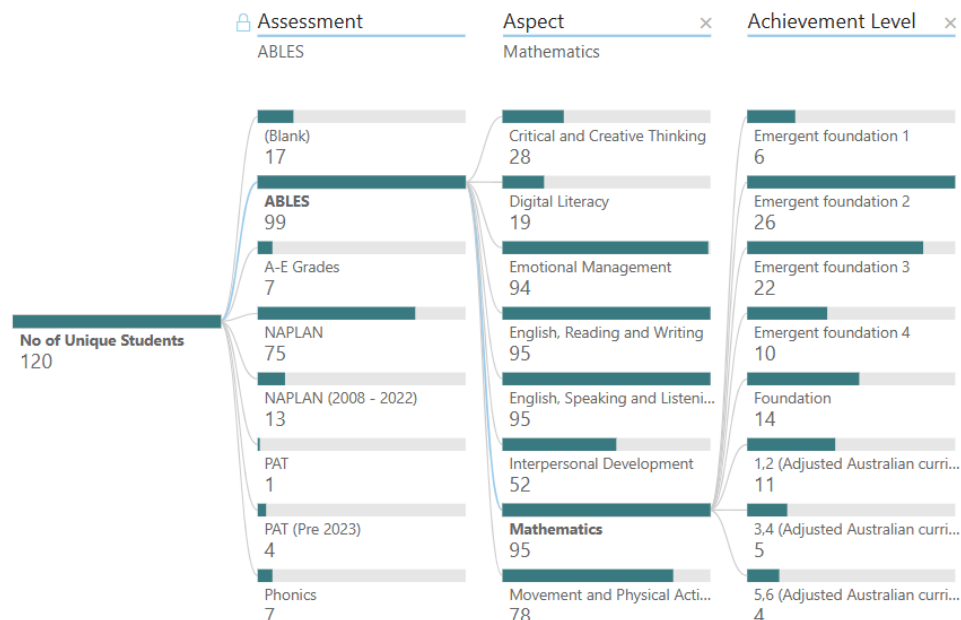 Assessment
ABLES
Aspect
×
Mathematics
Achievement Level
×
No of Unique Students
120
(Blank)
17
ABLES
99
A-E Grades
7
NAPLAN
75
NAPLAN (2008 - 2022)
13
PAT
1
PAT (Pre 2023)
4
Phonics
7
Critical and Creative Thinking
28
Digital Literacy
19
Emotional Management
94
English, Reading and Writing
95
English, Speaking and Listeni...
95
Interpersonal Development
52
Mathematics
95
Movement and Physical Acti...
78
Emergent foundation 1
6
Emergent foundation 2
26
Emergent foundation 3
22
Emergent foundation 4
10
Foundation
14
1,2 (Adjusted Australian curri...
11
3,4 (Adjusted Australian curri...
5
5,6 (Adjusted Australian curri...
4